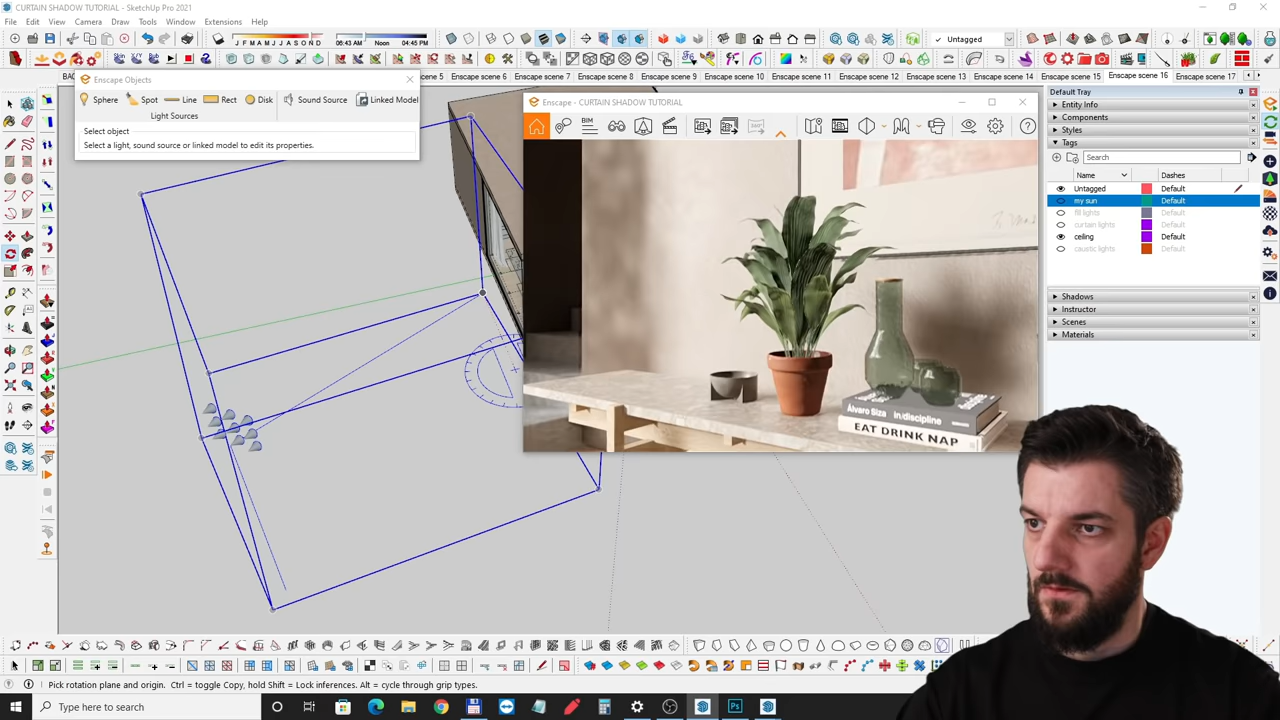 CURTAIN SHADOW TUTORIAL - SketchUp Pro 2021
File Edit View Camera Draw Tools Window Extensions Help
J F M A M J J A S O N D
06:43 AM Noon 04:45 PM
Untagged
Enscape scene 6 Enscape scene 7 Enscape scene 8 Enscape scene 9 Enscape scene 10 Enscape scene 11 Enscape scene 12 Enscape scene 13 Enscape scene 14 Enscape scene 15 Enscape scene 16 Enscape scene 17
Enscape Objects
Sphere Spot Line Rect Disk Sound Source Linked Model
Light Sources
Select object
Select a light, sound source or linked model to edit its properties.
Enscape - CURTAIN SHADOW TUTORIAL
BIM
Álvaro Siza in/discipline
EAT DRINK NAP
Default Tray
Entity Info
Components
Styles
Tags
Search
Name Dashes
Untagged Default
my sun Default
fill lights Default
curtain lights Default
ceiling Default
caustic lights Default
Shadows
Instructor
Scenes
Materials
Pick rotation plane and origin. Ctrl = toggle Copy, hold Shift = Lock inferences. Alt = cycle through grip types.
Type here to search
Ps